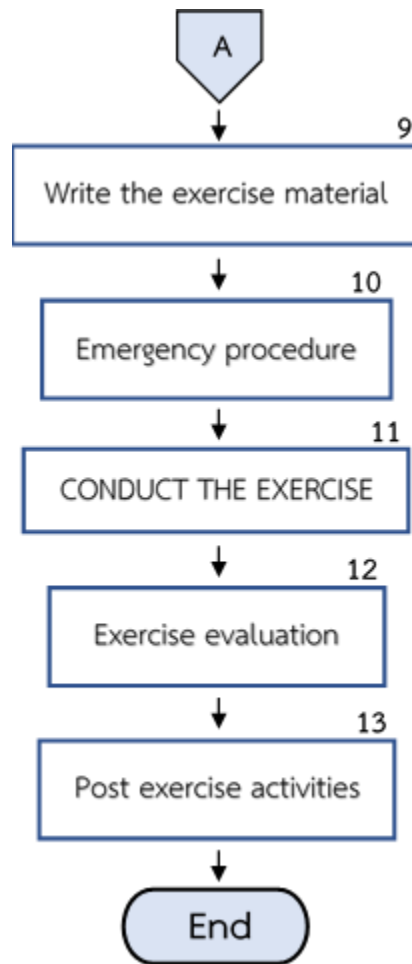 A
9
Write the exercise material
10
Emergency procedure
11
CONDUCT THE EXERCISE
12
Exercise evaluation
13
Post exercise activities
End